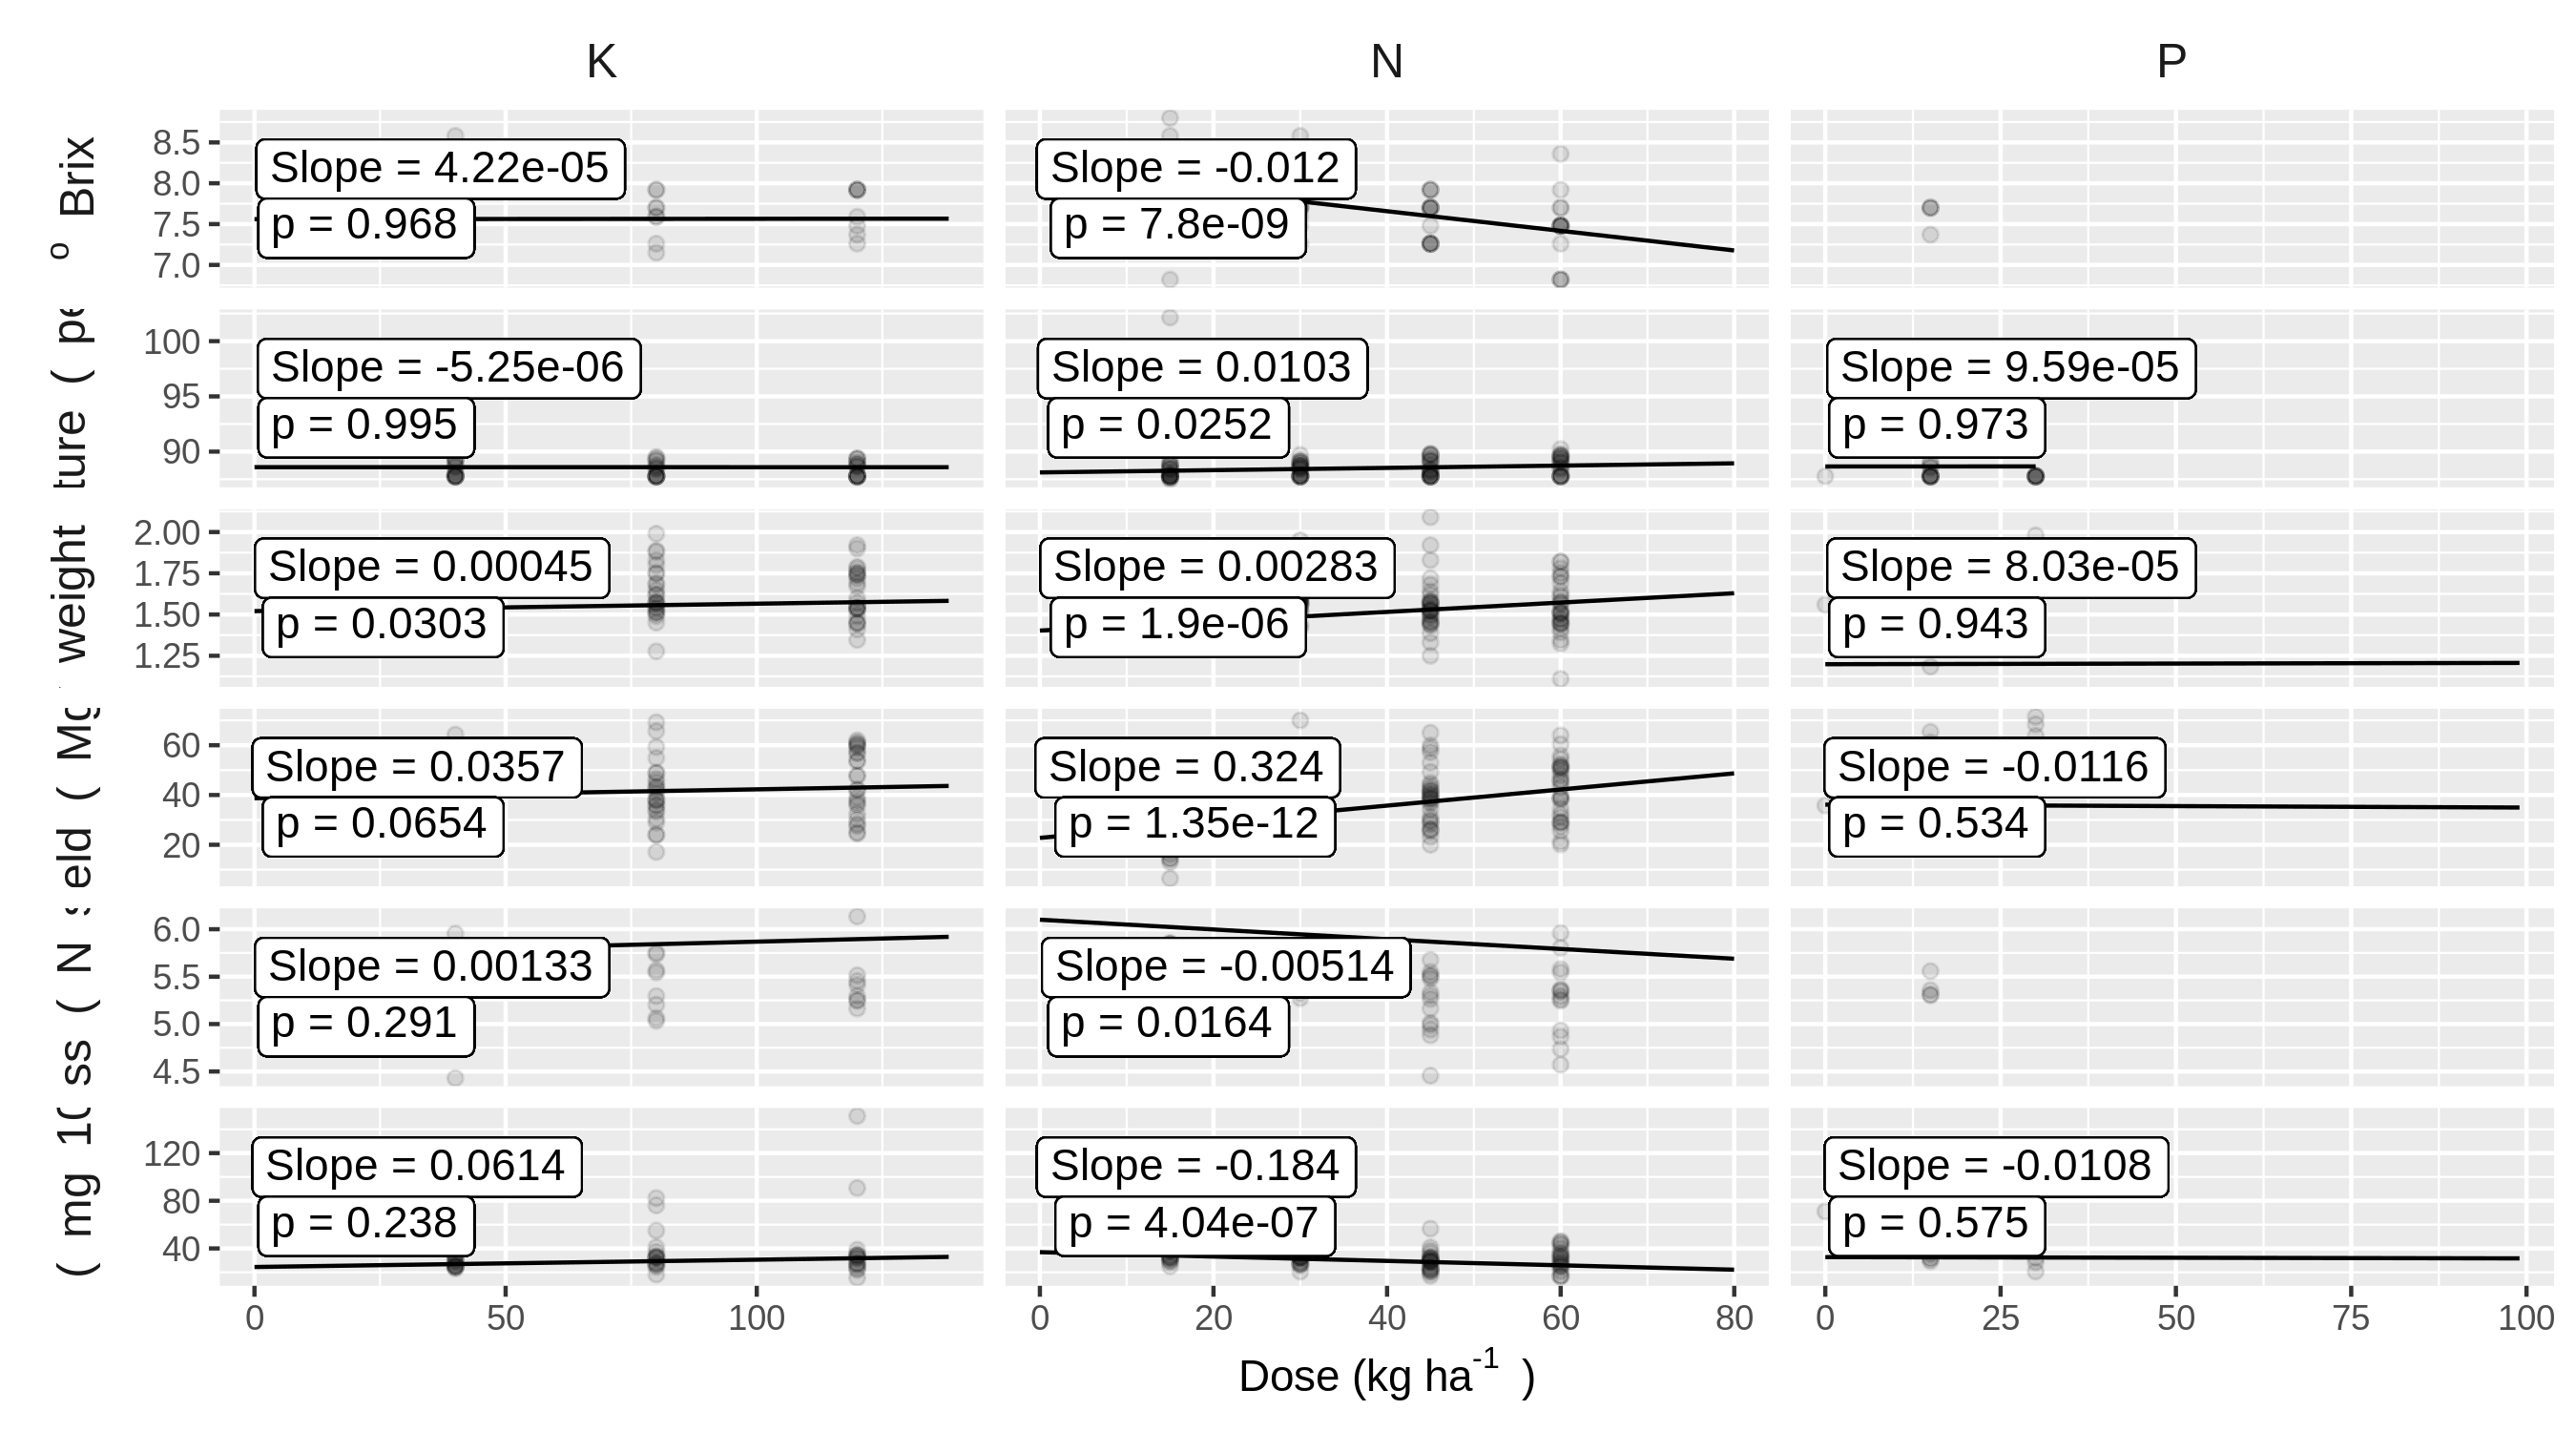 K N P
8.5
8.0
7.5
7.0
o Brix
Slope = 4.22e-05
p = 0.968
Slope = -0.012
p = 7.8e-09
100
95
90
ture (
Slope = -5.25e-06
p = 0.995
Slope = 0.0103
p = 0.0252
Slope = 9.59e-05
p = 0.973
2.00
1.75
1.50
1.25
weight
Slope = 0.00045
p = 0.0303
Slope = 0.00283
p = 1.9e-06
Slope = 8.03e-05
p = 0.943
60
40
20
eld (
Slope = 0.0357
p = 0.0654
Slope = 0.324
p = 1.35e-12
Slope = -0.0116
p = 0.534
6.0
5.5
5.0
4.5
ss ( N
Slope = 0.00133
p = 0.291
Slope = -0.00514
p = 0.0164
120
80
40
( mg
Slope = 0.0614
p = 0.238
Slope = -0.184
p = 4.04e-07
Slope = -0.0108
p = 0.575
0 50 100 0 20 40 60 80 0 25 50 75 100
Dose (kg ha-1 )